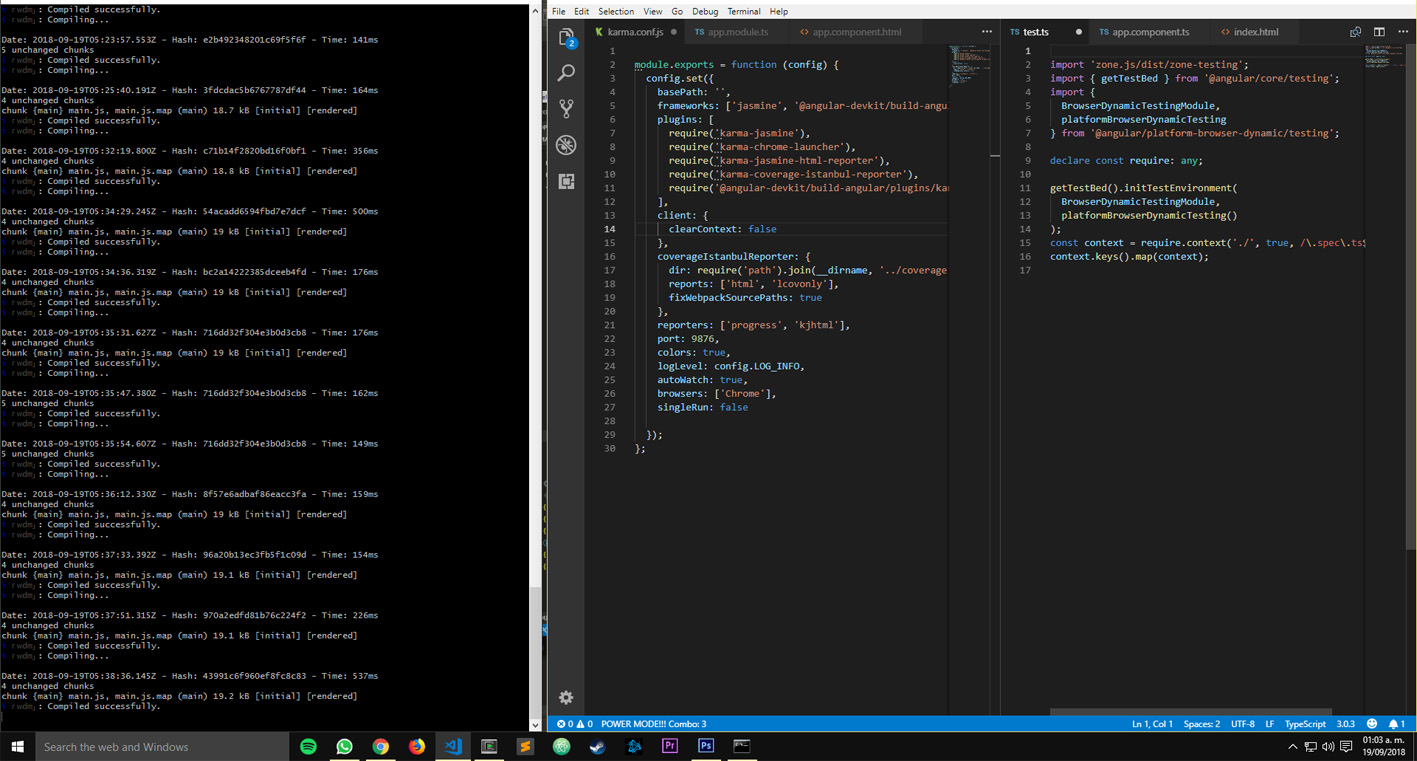 : Compiled successfully.
: Compiling...
Date: 2018-09-19T05:23:57.553Z - Hash: e2b492348201c69f5f6f - Time: 141ms
5 unchanged chunks
: Compiled successfully.
: Compiling...
Date: 2018-09-19T05:25:40.191Z - Hash: 3fdcdac5b6767787df44 - Time: 164ms
4 unchanged chunks
chunk {main} main.js, main.js.map (main) 18.7 kB [initial] [rendered]
: Compiled successfully.
: Compiling...
Date: 2018-09-19T05:32:19.800Z - Hash: c71b14f2820bd16f0bf1 - Time: 356ms
4 unchanged chunks
chunk {main} main.js, main.js.map (main) 18.8 kB [initial] [rendered]
: Compiled successfully.
: Compiling...
Date: 2018-09-19T05:34:29.245Z - Hash: 54acadd6594fbd7e7dcf - Time: 500ms
4 unchanged chunks
chunk {main} main.js, main.js.map (main) 19 kB [initial] [rendered]
: Compiled successfully.
: Compiling...
Date: 2018-09-19T05:34:36.319Z - Hash: bc2a14222385dceeb4fd - Time: 176ms
4 unchanged chunks
chunk {main} main.js, main.js.map (main) 19 kB [initial] [rendered]
: Compiled successfully.
: Compiling...
Date: 2018-09-19T05:35:31.627Z - Hash: 716dd32f304e3b0d3cb8 - Time: 176ms
4 unchanged chunks
chunk {main} main.js, main.js.map (main) 19 kB [initial] [rendered]
: Compiled successfully.
: Compiling...
Date: 2018-09-19T05:35:47.380Z - Hash: 716dd32f304e3b0d3cb8 - Time: 162ms
5 unchanged chunks
: Compiled successfully.
: Compiling...
Date: 2018-09-19T05:35:54.607Z - Hash: 716dd32f304e3b0d3cb8 - Time: 149ms
5 unchanged chunks
: Compiled successfully.
: Compiling...
Date: 2018-09-19T05:36:12.330Z - Hash: 8f57e6adbaf86eacc3fa - Time: 159ms
4 unchanged chunks
chunk {main} main.js, main.js.map (main) 19 kB [initial] [rendered]
: Compiled successfully.
: Compiling...
Date: 2018-09-19T05:37:33.392Z - Hash: 96a20b13ec3fb5f1c09d - Time: 154ms
4 unchanged chunks
chunk {main} main.js, main.js.map (main) 19.1 kB [initial] [rendered]
: Compiled successfully.
: Compiling...
Date: 2018-09-19T05:37:51.315Z - Hash: 970a2edfd81b76c224f2 - Time: 226ms
4 unchanged chunks
chunk {main} main.js, main.js.map (main) 19.1 kB [initial] [rendered]
: Compiled successfully.
: Compiling...
Date: 2018-09-19T05:38:36.145Z - Hash: 43991c6f960ef8fc8c83 - Time: 537ms
4 unchanged chunks
chunk {main} main.js, main.js.map (main) 19.2 kB [initial] [rendered]
: Compiled successfully.
File Edit Selection View Go Debug Terminal Help
2
karma.conf.js TS app.module.ts <> app.component.html ...
1
2 module.exports = function (config) {
3 config.set({
4 basePath: '',
5 frameworks: ['jasmine', '@angular-devkit/build-angu
6 plugins: [
7 require('karma-jasmine'),
8 require('karma-chrome-launcher'),
9 require('karma-jasmine-html-reporter'),
10 require('karma-coverage-istanbul-reporter'),
11 require('@angular-devkit/build-angular/plugins/kar
12 ],
13 client: {
14 clearContext: false
15 },
16 coverageIstanbulReporter: {
17 dir: require('path').join(__dirname, '../coverage
18 reports: ['html', 'lcovonly'],
19 fixWebpackSourcePaths: true
20 },
21 reporters: ['progress', 'kjhtml'],
22 port: 9876,
23 colors: true,
24 logLevel: config.LOG_INFO,
25 autoWatch: true,
26 browsers: ['Chrome'],
27 singleRun: false
28
29 });
30 };
TS test.ts TS app.component.ts <> index.html ...
1
2 import 'zone.js/dist/zone-testing';
3 import { getTestBed } from '@angular/core/testing';
4 import {
5 BrowserDynamicTestingModule,
6 platformBrowserDynamicTesting
7 } from '@angular/platform-browser-dynamic/testing';
8
9 declare const require: any;
10
11 getTestBed().initTestEnvironment(
12 BrowserDynamicTestingModule,
13 platformBrowserDynamicTesting()
14 );
15 const context = require.context('./', true, /\.spec\.ts$
16 context.keys().map(context);
17
0 0 POWER MODE!!! Combo: 3 Ln 1, Col 1 Spaces: 2 UTF-8 LF TypeScript 3.0.3 1
Search the web and Windows
Pr
Ps
01:03 a. m.
19/09/2018